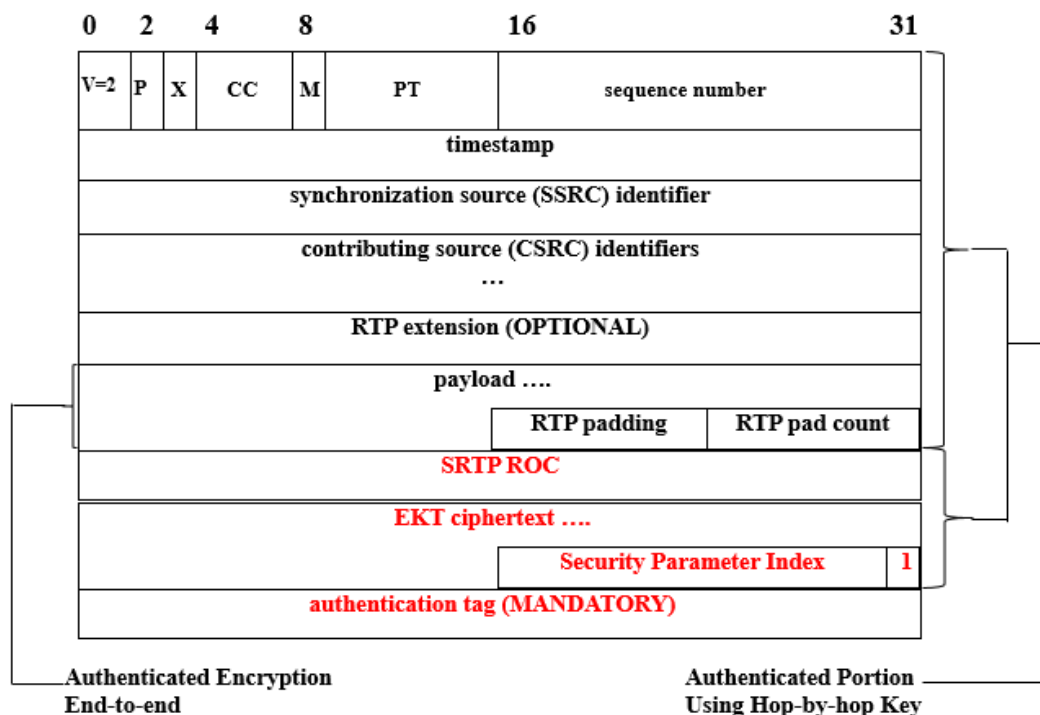 0 2 4 8 16 31
V=2 P X CC M PT sequence number
timestamp
synchronization source (SSRC) identifier
contributing source (CSRC) identifiers
…
RTP extension (OPTIONAL)
payload ….
RTP padding RTP pad count
SRTP ROC
EKT ciphertext ….
Security Parameter Index 1
authentication tag (MANDATORY)
Authenticated Encryption
End-to-end
Authenticated Portion
Using Hop-by-hop Key